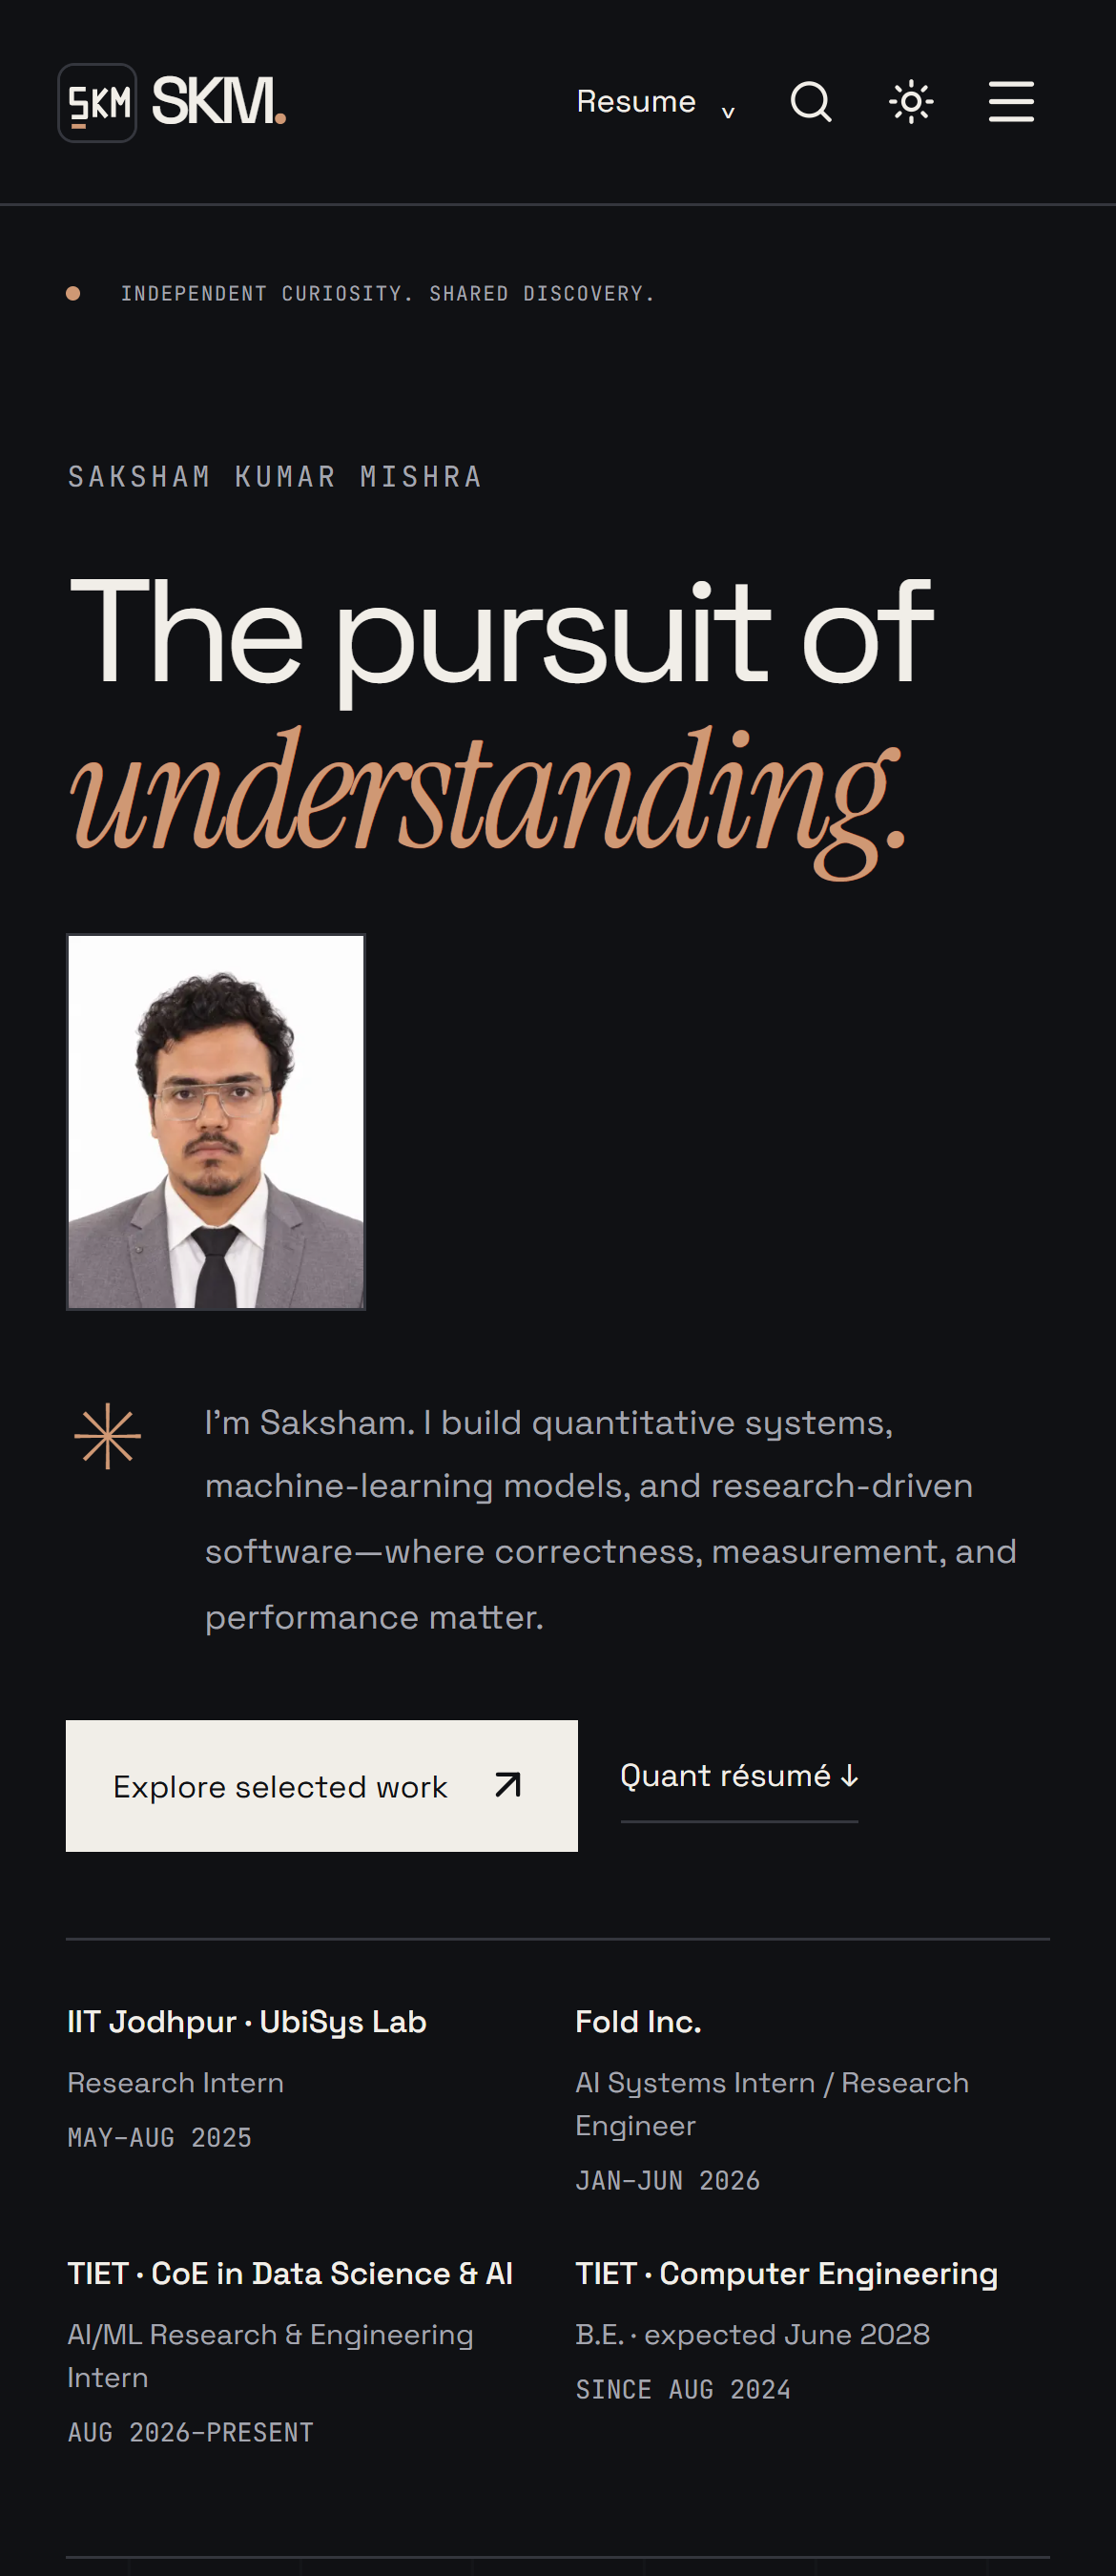 SKM SKM. Resume v
INDEPENDENT CURIOSITY. SHARED DISCOVERY.
SAKSHAM KUMAR MISHRA
The pursuit of
understanding.
I’m Saksham. I build quantitative systems,
machine-learning models, and research-driven
software—where correctness, measurement, and
performance matter.
Explore selected work ↗
Quant résumé ↓
IIT Jodhpur · UbiSys Lab
Research Intern
MAY–AUG 2025
Fold Inc.
AI Systems Intern / Research
Engineer
JAN–JUN 2026
TIET · CoE in Data Science & AI
AI/ML Research & Engineering
Intern
AUG 2026–PRESENT
TIET · Computer Engineering
B.E. · expected June 2028
SINCE AUG 2024